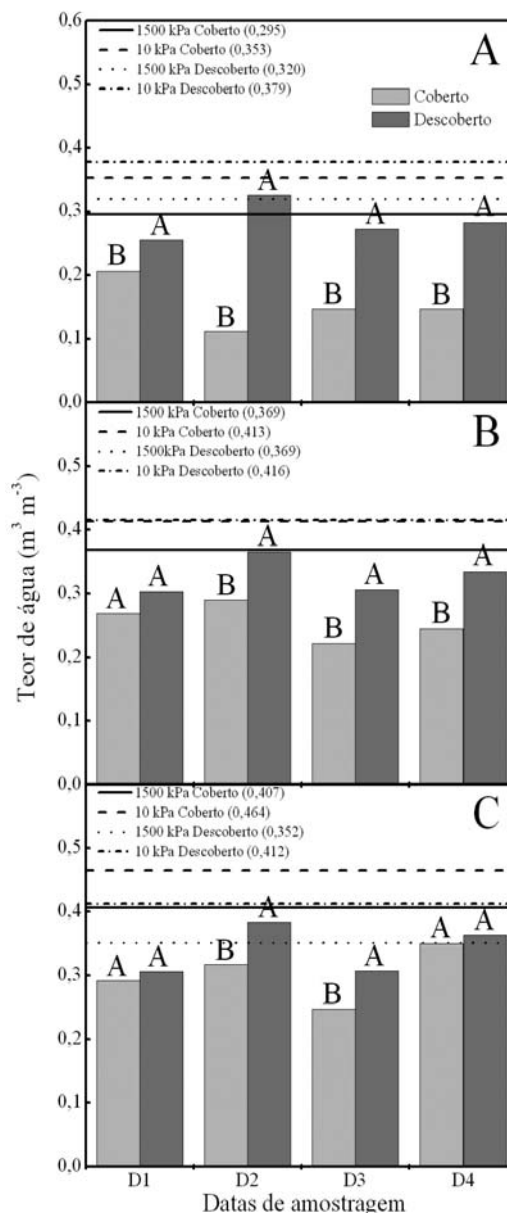 0,6
1500 kPa Coberto (0,295)
10 kPa Coberto (0,353)
1500 kPa Descoberto (0,320)
10 kPa Descoberto (0,379)
A
Coberto
Descoberto
0,5
0,4
0,3
0,2
0,1
0,0
B A
B A
B A
B A
1500 kPa Coberto (0,369)
10 kPa Coberto (0,413)
1500kPa Descoberto (0,369)
10 kPa Descoberto (0,416)
B
0,5
0,4
0,3
0,2
0,1
0,0
A A
B A
B A
B A
1500 kPa Coberto (0,407)
10 kPa Coberto (0,464)
1500 kPa Descoberto (0,352)
10 kPa Descoberto (0,412)
C
0,5
0,4
0,3
0,2
0,1
0,0
A A
B A
B A
A A
D1 D2 D3 D4
Datas de amostragem
Teor de água (m³ m⁻³)